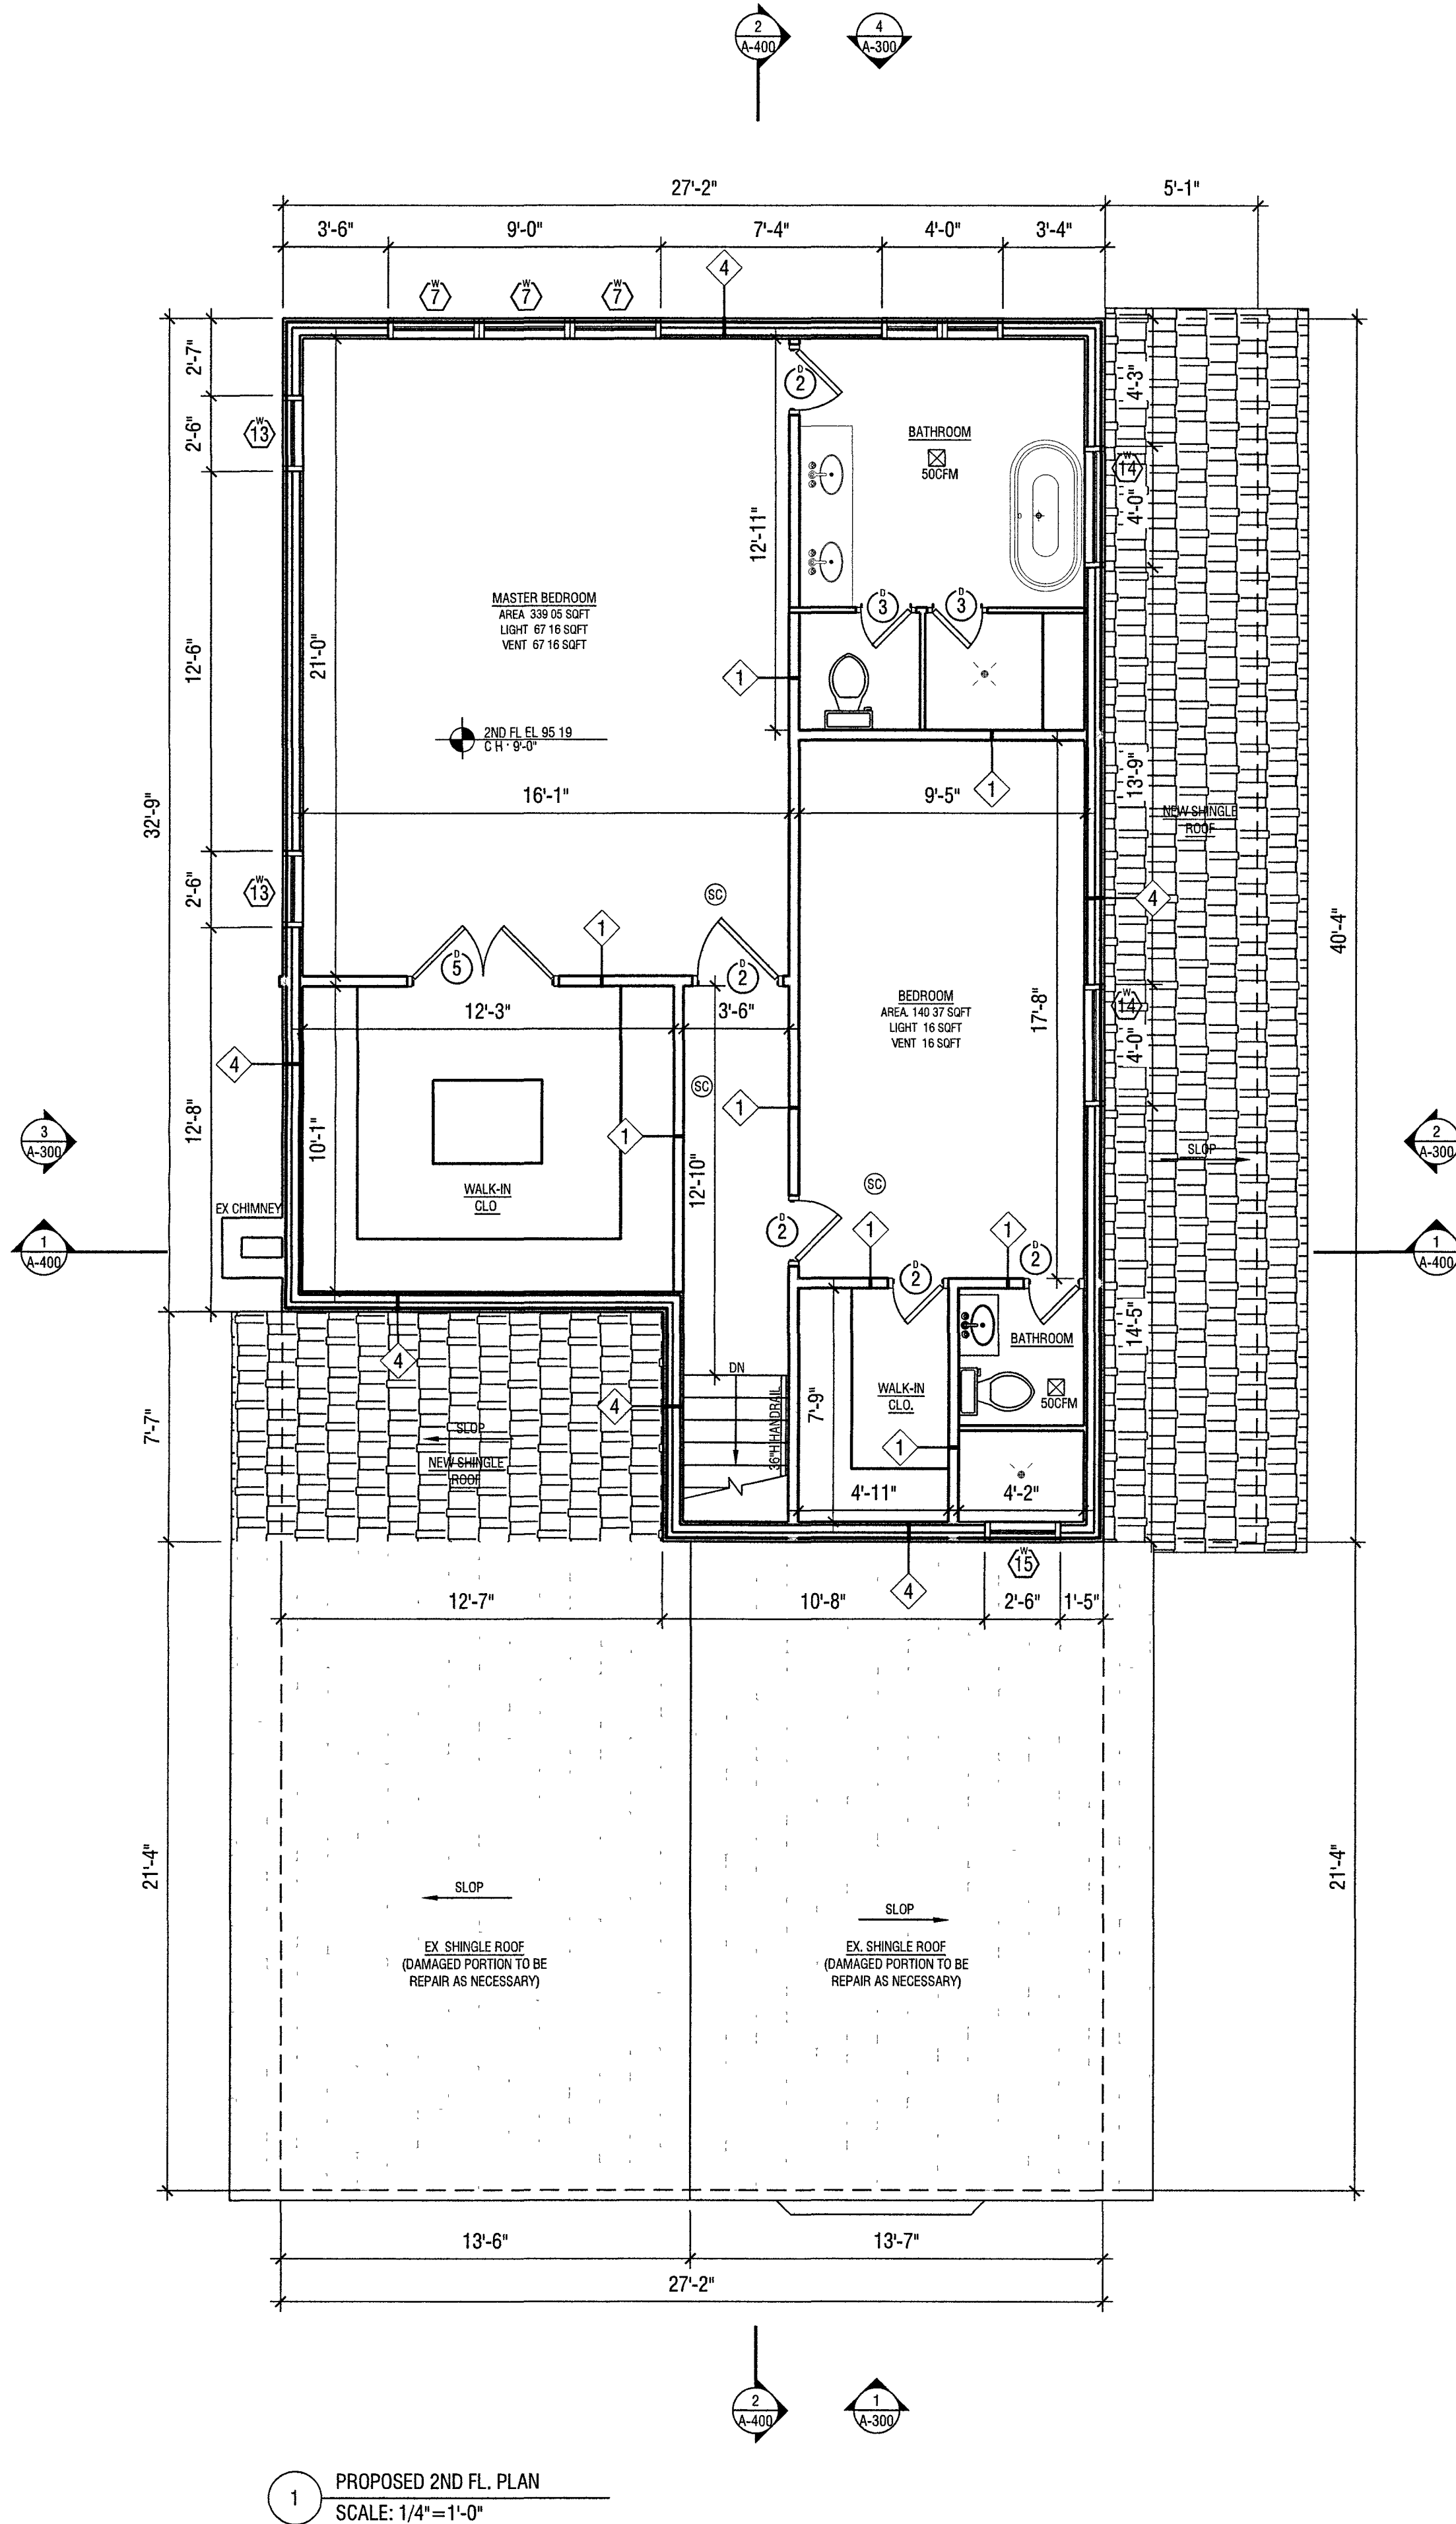 2
A-400
4
A-300
27'-2"
5'-1"
3'-6"
9'-0"
7'-4"
4'-0"
3'-4"
W
7
W
7
W
7
4
2'-7"
2'-6"
W
13
12'-6"
32'-9"
2'-6"
W
13
12'-8"
7'-7"
21'-4"
D
2
BATHROOM
50CFM
4'-3"
W
14
4'-0"
12'-11"
MASTER BEDROOM
AREA 339 05 SQFT
LIGHT 67 16 SQFT
VENT 67 16 SQFT
21'-0"
D
3
D
3
1
2ND FL EL 95 19
C H · 9'-0"
16'-1"
9'-5"
1
13'-9"
NEW SHINGLE
ROOF
4
40'-4"
SC
1
D
5
D
2
12'-3"
3'-6"
BEDROOM
AREA. 140 37 SQFT
LIGHT 16 SQFT
VENT 16 SQFT
17'-8"
W
14
4'-0"
4
SC
1
1
10'-1"
12'-10"
3
A-300
2
A-300
SLOP
WALK-IN
CLO
SC
EX CHIMNEY
D
2
1
1
D
2
D
2
1
A-400
1
A-400
14'-5"
BATHROOM
4
DN
36"H HANDRAIL
7'-9"
WALK-IN
CLO.
50CFM
4
SLOP
NEW SHINGLE
ROOF
1
4'-11"
4'-2"
W
15
4
12'-7"
10'-8"
2'-6"
1'-5"
21'-4"
SLOP
EX SHINGLE ROOF
(DAMAGED PORTION TO BE
REPAIR AS NECESSARY)
SLOP
EX. SHINGLE ROOF
(DAMAGED PORTION TO BE
REPAIR AS NECESSARY)
13'-6"
13'-7"
27'-2"
2
A-400
1
A-300
1
PROPOSED 2ND FL. PLAN
SCALE: 1/4"=1'-0"